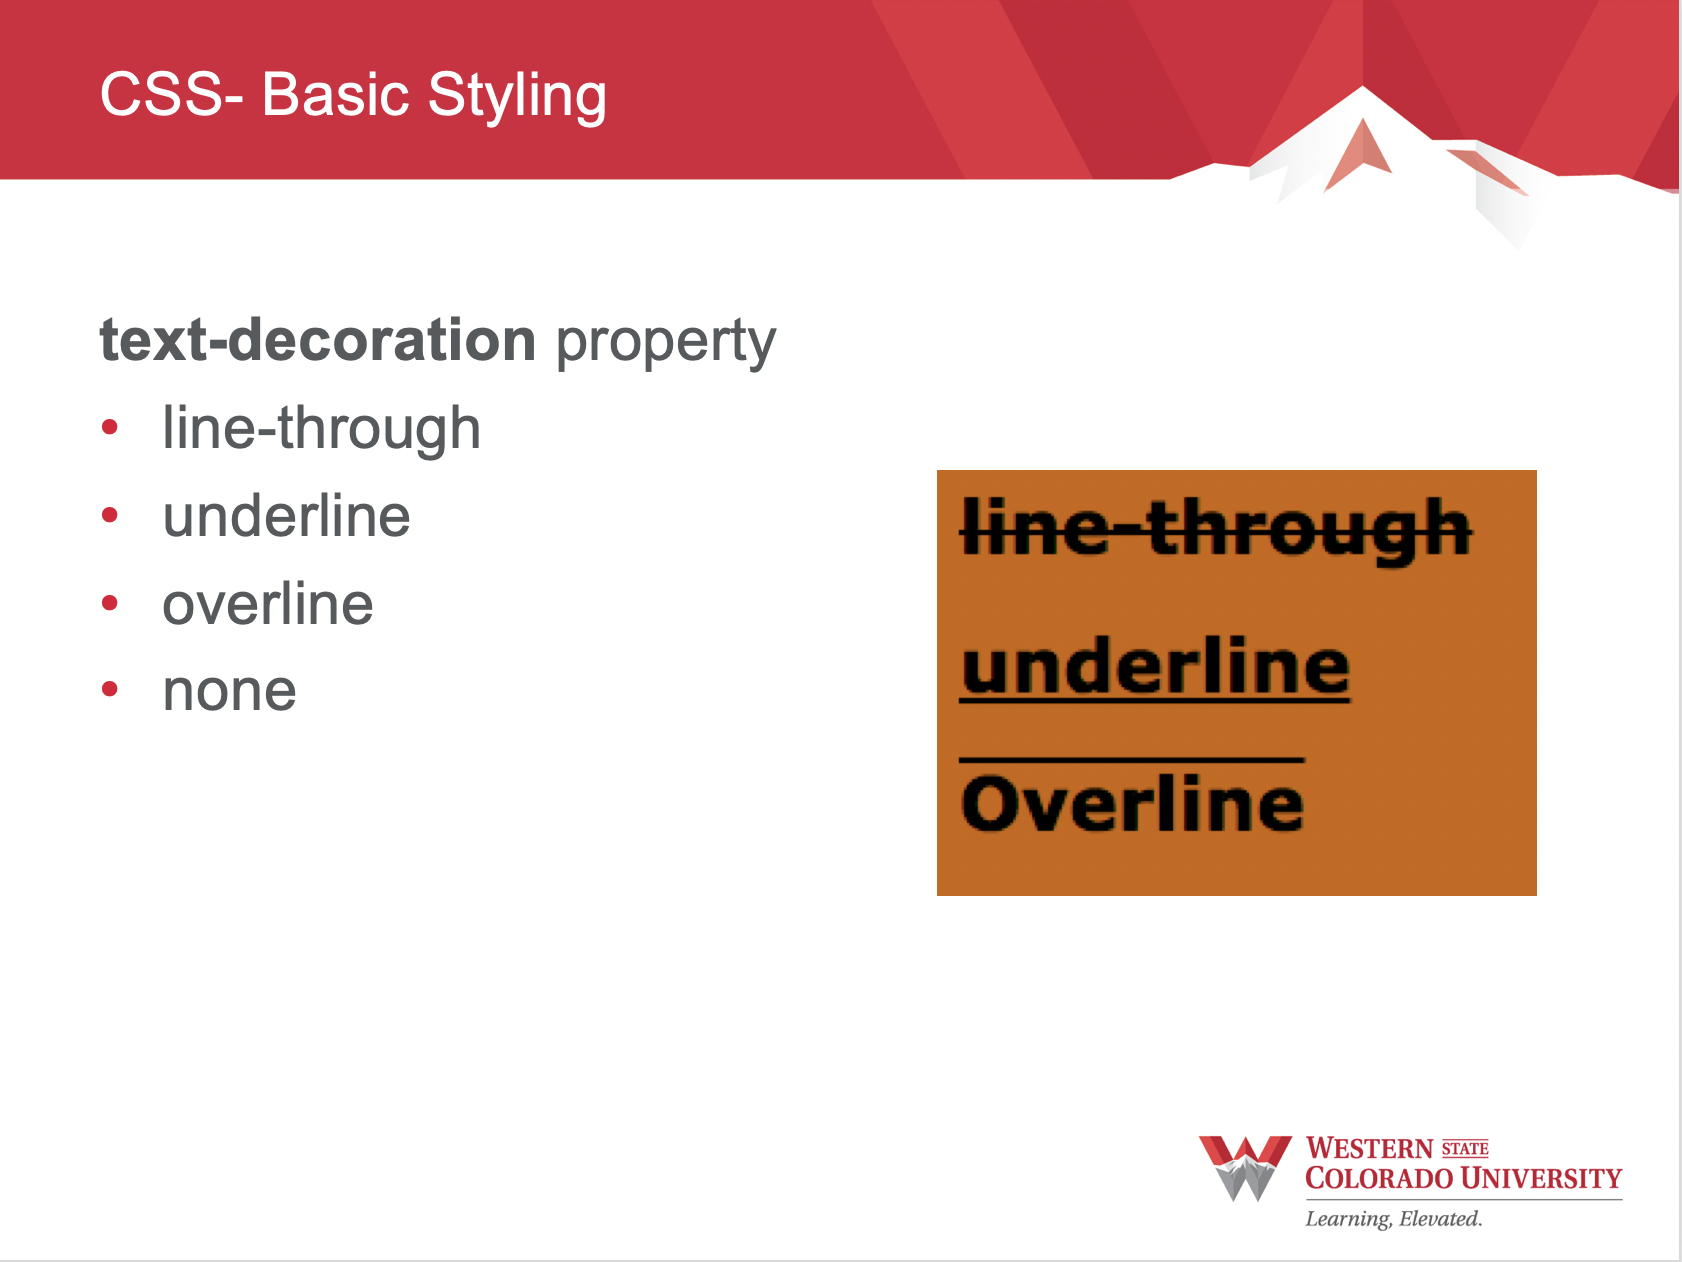 CSS- Basic Styling
text-decoration property
• line-through
• underline
• overline
• none
line-through
underline
Overline
WESTERN STATE
COLORADO UNIVERSITY
Learning, Elevated.